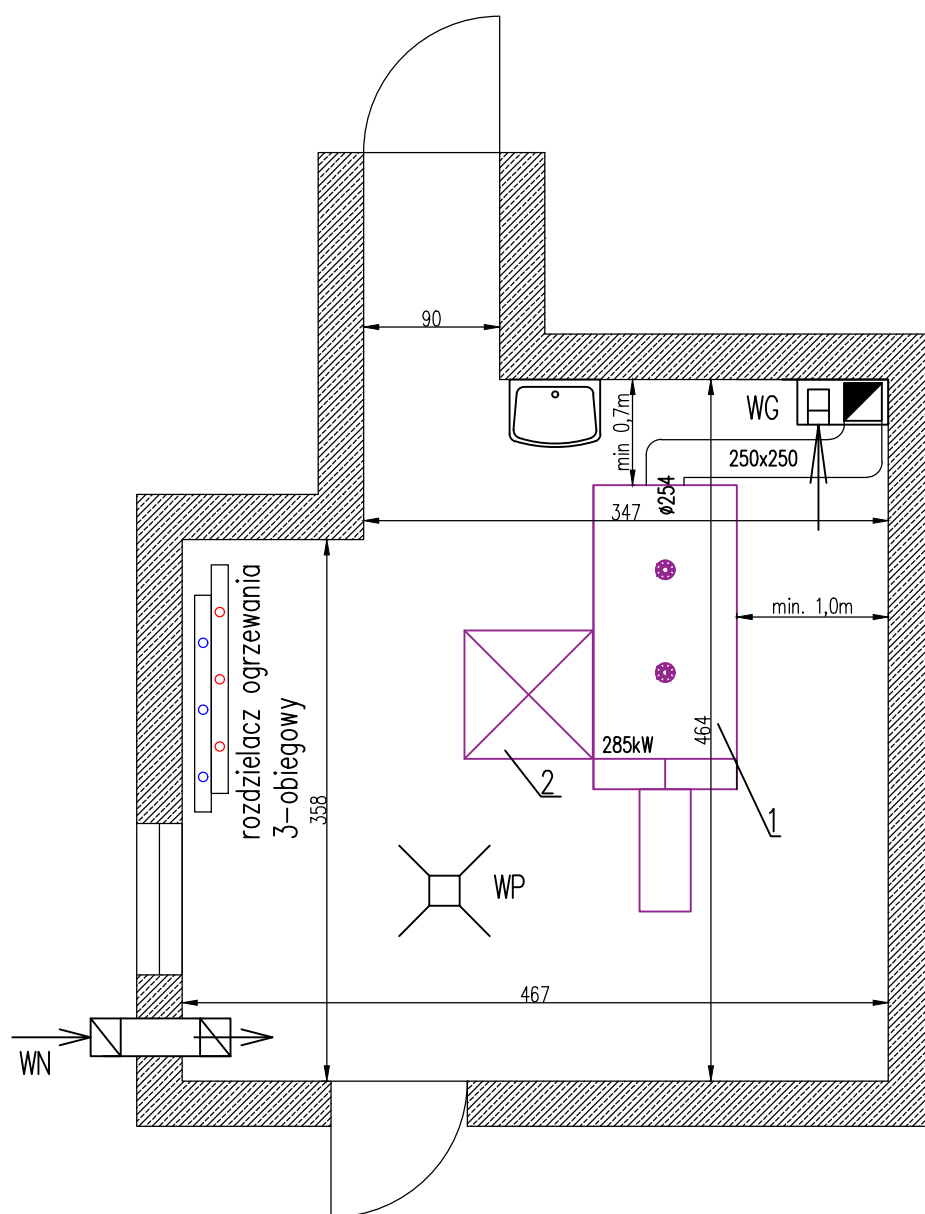 90
WG
min 0,7m
250x250
ø254
347
min. 1,0m
rozdzielacz ogrzewania
3-obiegowy
358
464
285kW
2
1
WP
467
WN